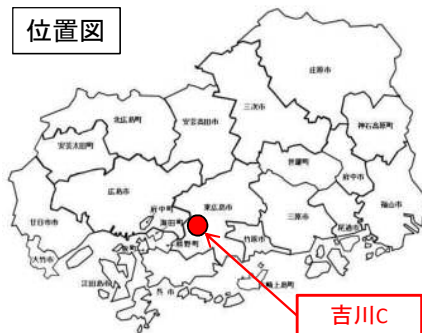 位置図
庄原市
三次市
北広島町
安芸高田市
神石高原町
安芸太田町
世羅町
府中市
広島市
福山市
東広島市
府中町
海田町
三原市
尾道市
廿日市市
熊野町
竹原市
大竹市
江田島市
呉市
大崎上島町
吉川C